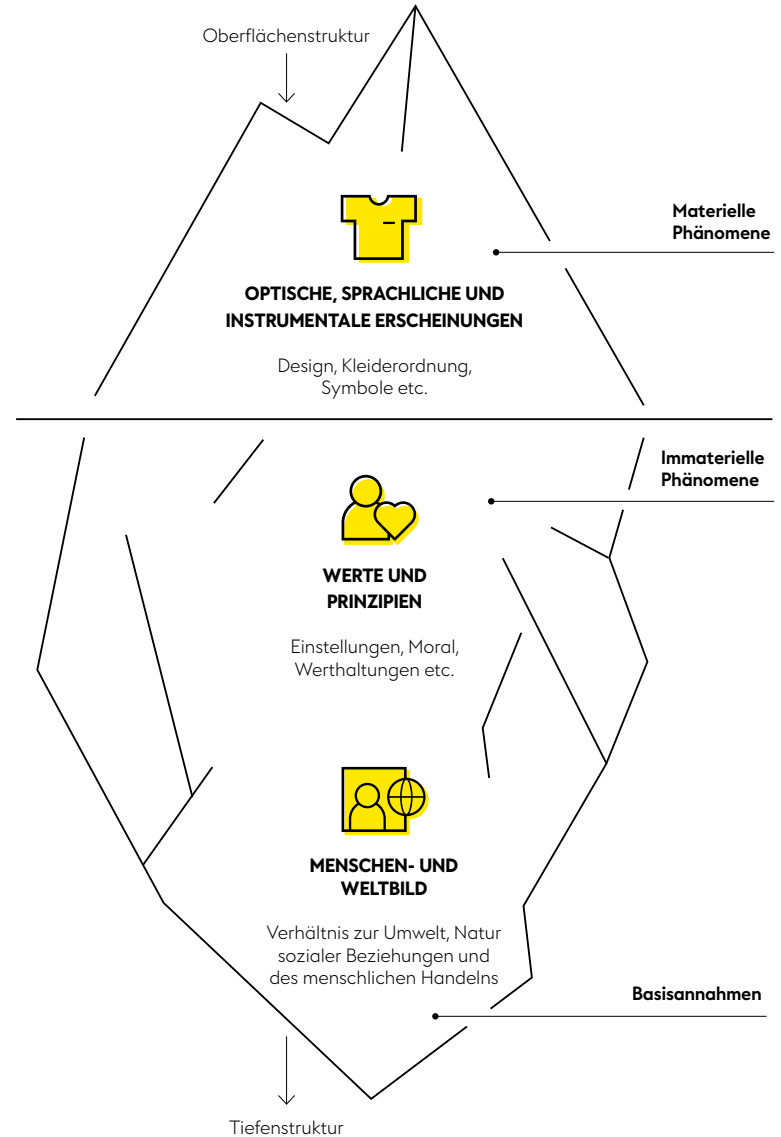 Oberflächenstruktur
Materielle
Phänomene
OPTISCHE, SPRACHLICHE UND
INSTRUMENTALE ERSCHEINUNGEN
Design, Kleiderordnung,
Symbole etc.
Immaterielle
Phänomene
WERTE UND
PRINZIPIEN
Einstellungen, Moral,
Werthaltungen etc.
MENSCHEN- UND
WELTBILD
Verhältnis zur Umwelt, Natur
sozialer Beziehungen und
des menschlichen Handelns
Basisannahmen
Tiefenstruktur